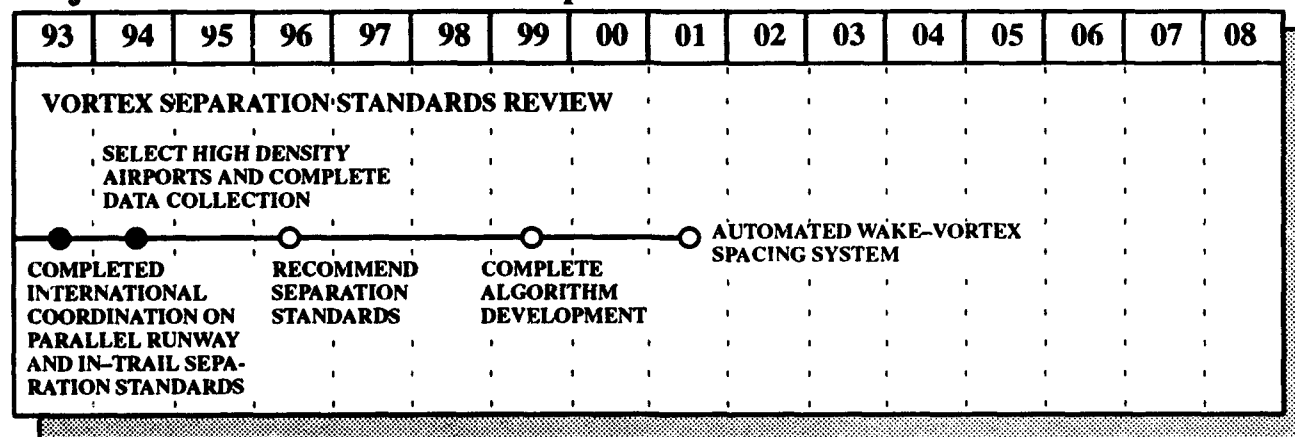 93 94 95 96 97 98 99 00 01 02 03 04 05 06 07 08
VORTEX SEPARATION STANDARDS REVIEW
SELECT HIGH DENSITY
AIRPORTS AND COMPLETE
DATA COLLECTION
AUTOMATED WAKE–VORTEX
SPACING SYSTEM
COMPLETED
INTERNATIONAL
COORDINATION ON
PARALLEL RUNWAY
AND IN–TRAIL SEPA-
RATION STANDARDS
RECOMMEND
SEPARATION
STANDARDS
COMPLETE
ALGORITHM
DEVELOPMENT